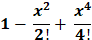 1 − x²/2! + x⁴/4!